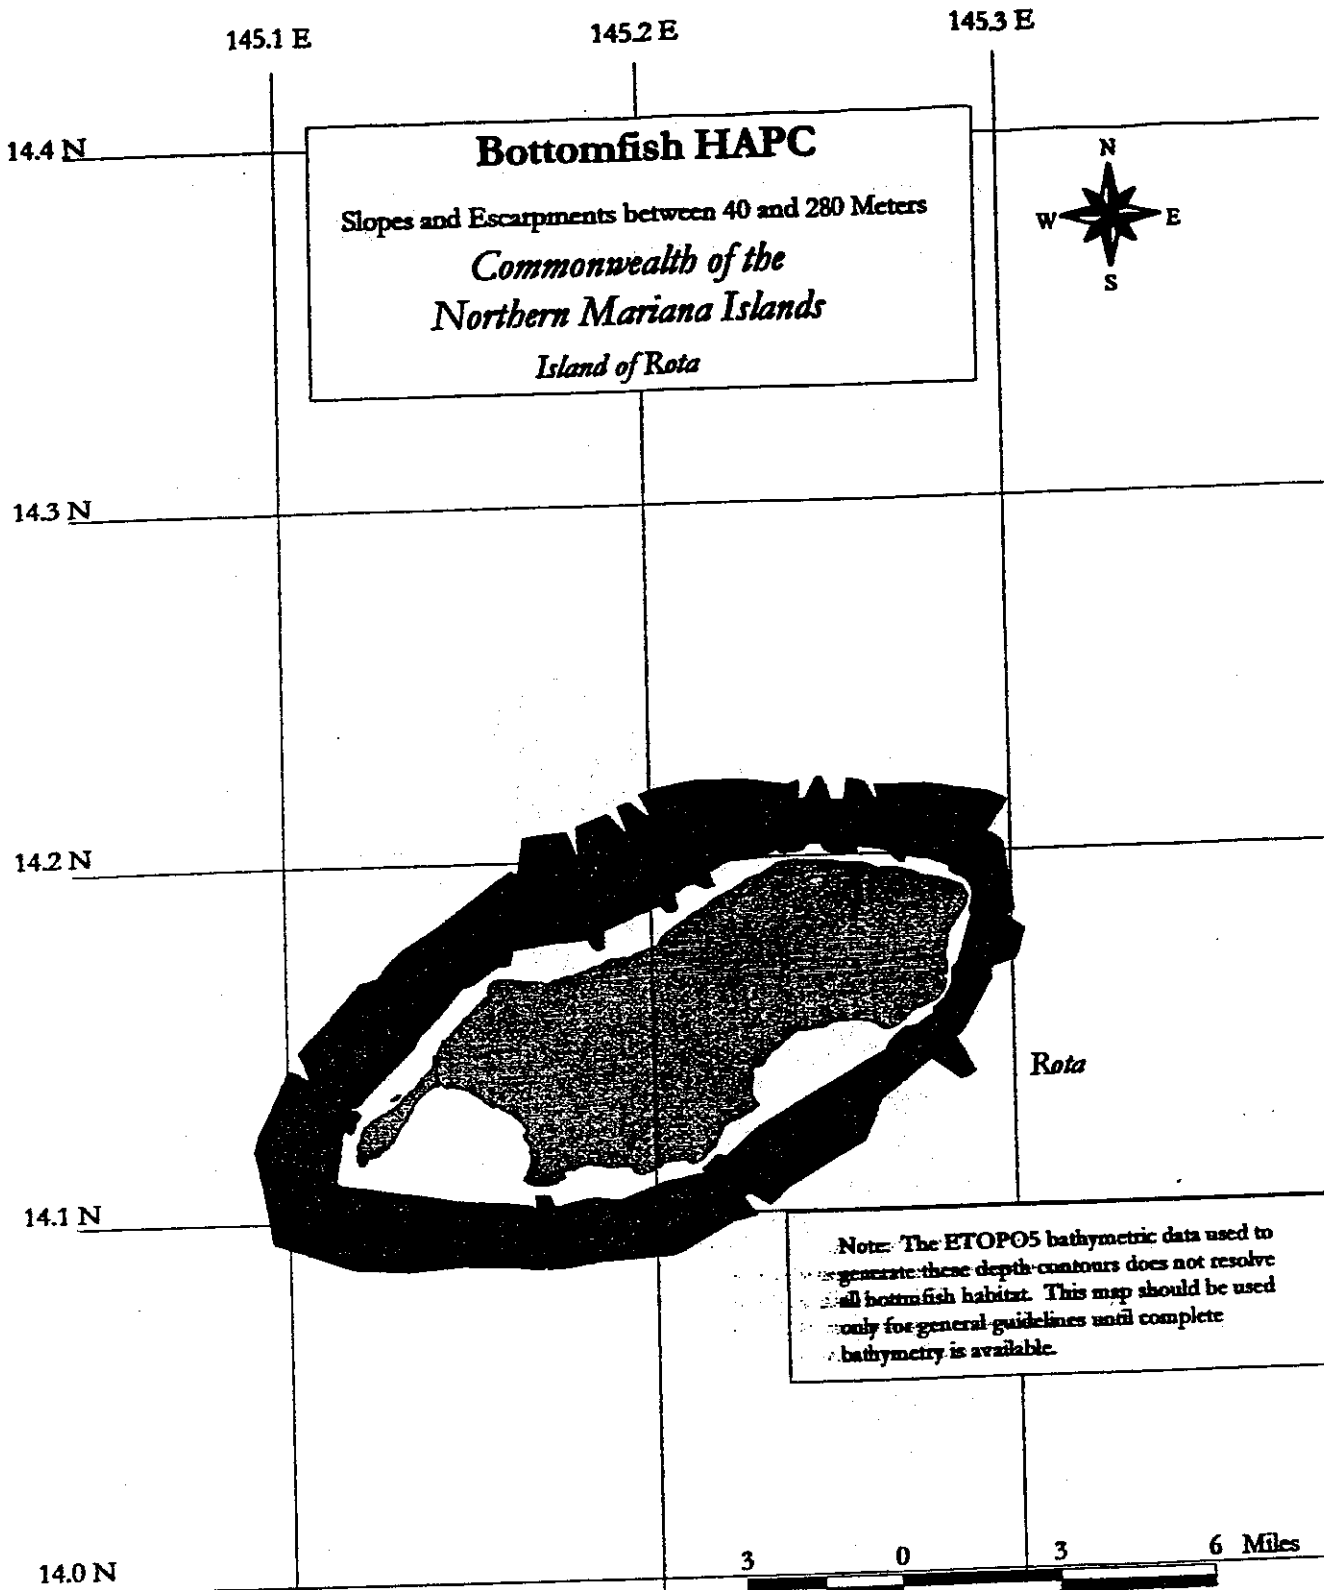 145.1 E
145.2 E
145.3 E
14.4 N
Bottomfish HAPC
Slopes and Escarpments between 40 and 280 Meters
Commonwealth of the
Northern Mariana Islands
Island of Rota
N
W E
S
14.3 N
14.2 N
Rota
14.1 N
Note: The ETOPO5 bathymetric data used to
generate these depth contours does not resolve
all bottmfish habitat. This map should be used
only for general guidelines until complete
bathymetry is available.
14.0 N
3 0 3 6 Miles